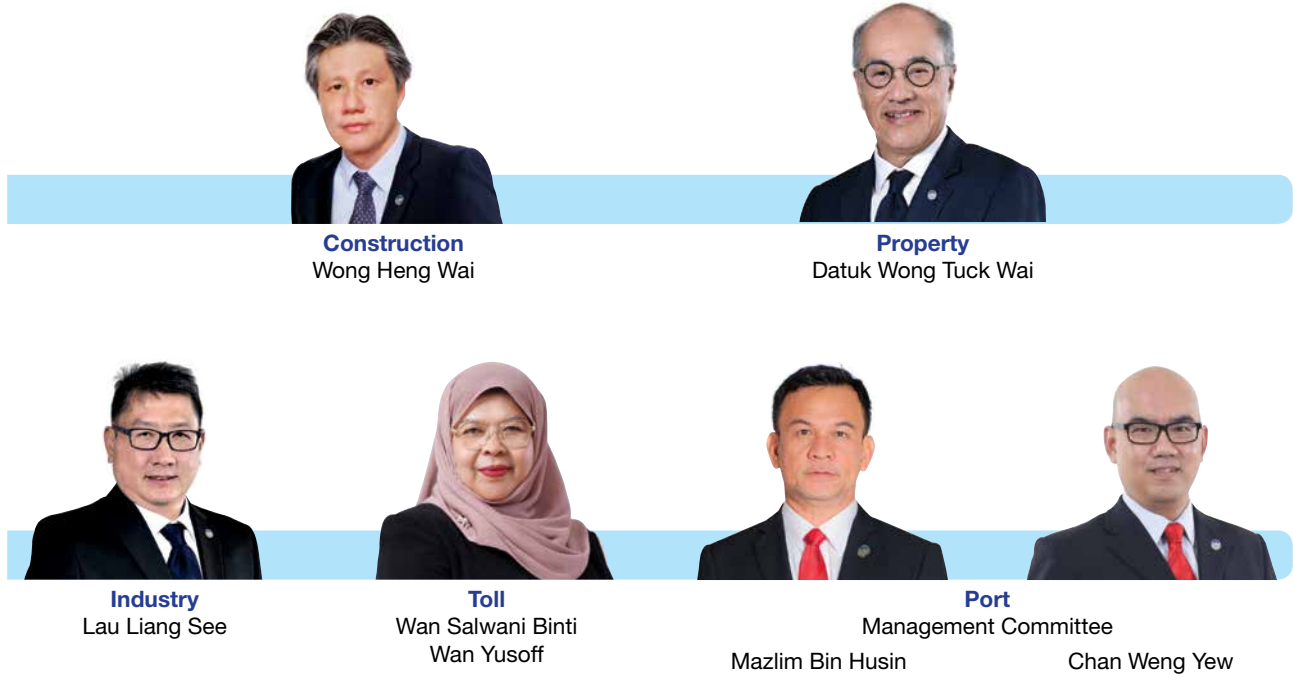 Construction
Wong Heng Wai
Property
Datuk Wong Tuck Wai
Industry
Lau Liang See
Toll
Wan Salwani Binti
Wan Yusoff
Port
Management Committee
Mazlim Bin Husin
Chan Weng Yew